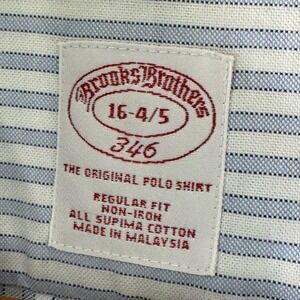 Brooks Brothers
16-4/5
346
THE ORIGINAL POLO SHIRT
REGULAR FIT
NON-IRON
ALL SUPIMA COTTON
MADE IN MALAYSIA